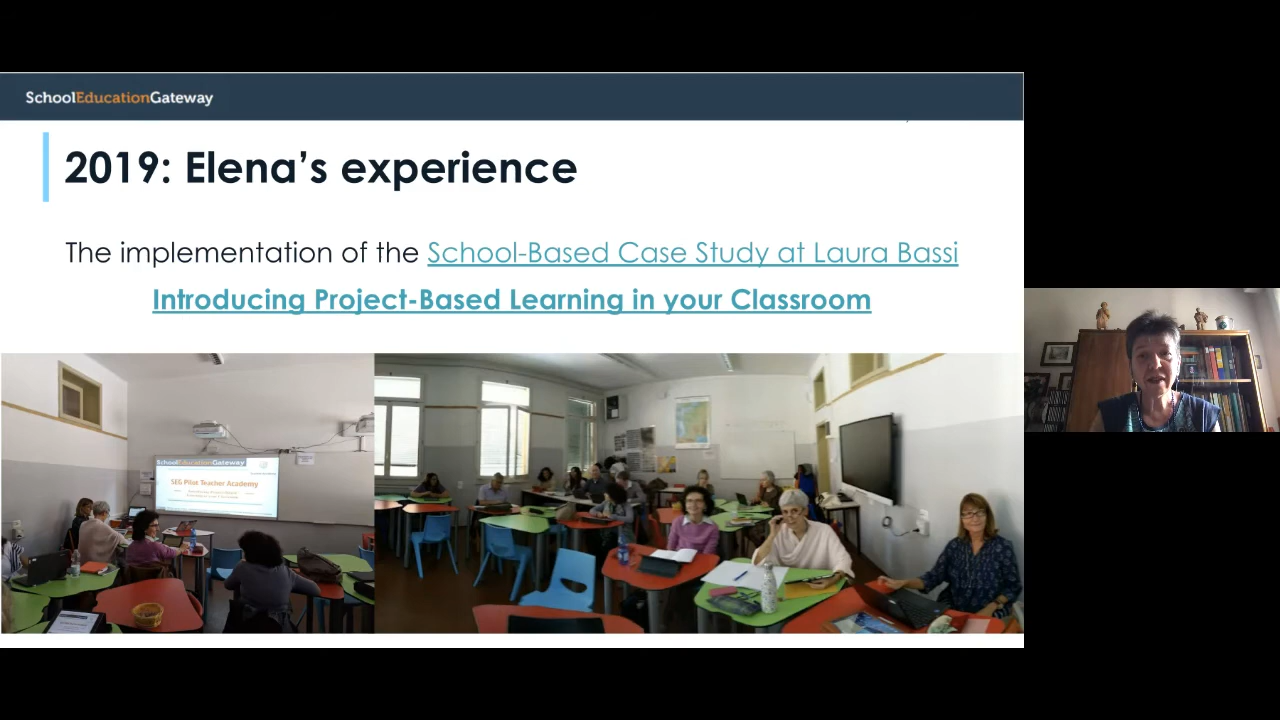 SchoolEducationGateway
2019: Elena’s experience
The implementation of the School-Based Case Study at Laura Bassi
Introducing Project-Based Learning in your Classroom
SchoolEducationGateway
SEG Pilot Teacher Academy